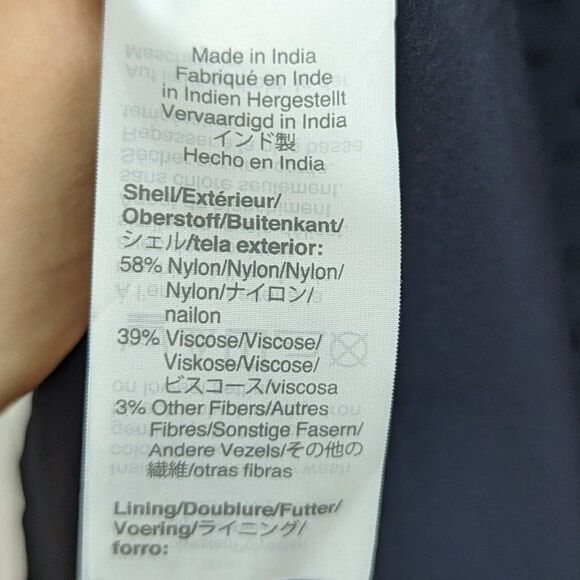 Made in India
Fabriqué en Inde
in Indien Hergestellt
Vervaardigd in India
インド製
Hecho en India
Shell/Extérieur/
Oberstoff/Buitenkant/
シェル/tela exterior:
58% Nylon/Nylon/Nylon/
Nylon/ナイロン/
nailon
39% Viscose/Viscose/
Viskose/Viscose/
ビスコース/viscosa
3% Other Fibers/Autres
Fibres/Sonstige Fasern/
Andere Vezels/その他の
繊維/otras fibras
Lining/Doublure/Futter/
Voering/ライニング/
forro: